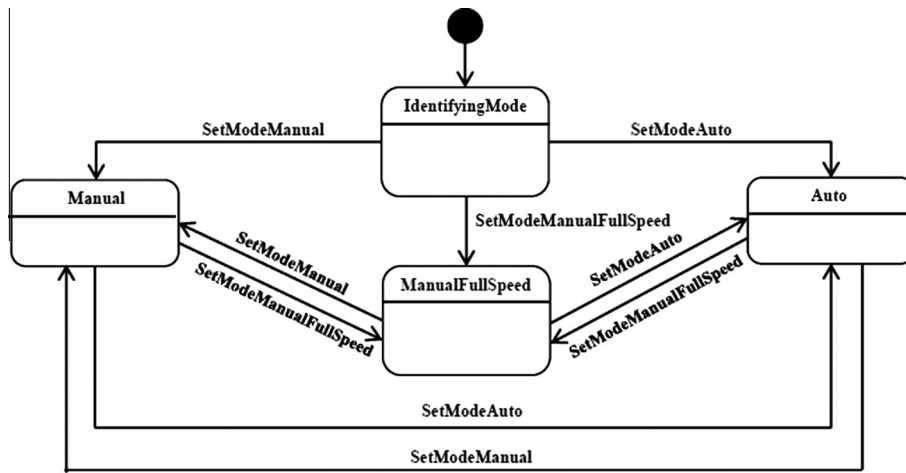 IdentifyingMode
SetModeManual
SetModeAuto
Manual
Auto
SetModeManualFullSpeed
SetModeManual
SetModeManualFullSpeed
ManualFullSpeed
SetModeAuto
SetModeManualFullSpeed
SetModeAuto
SetModeManual